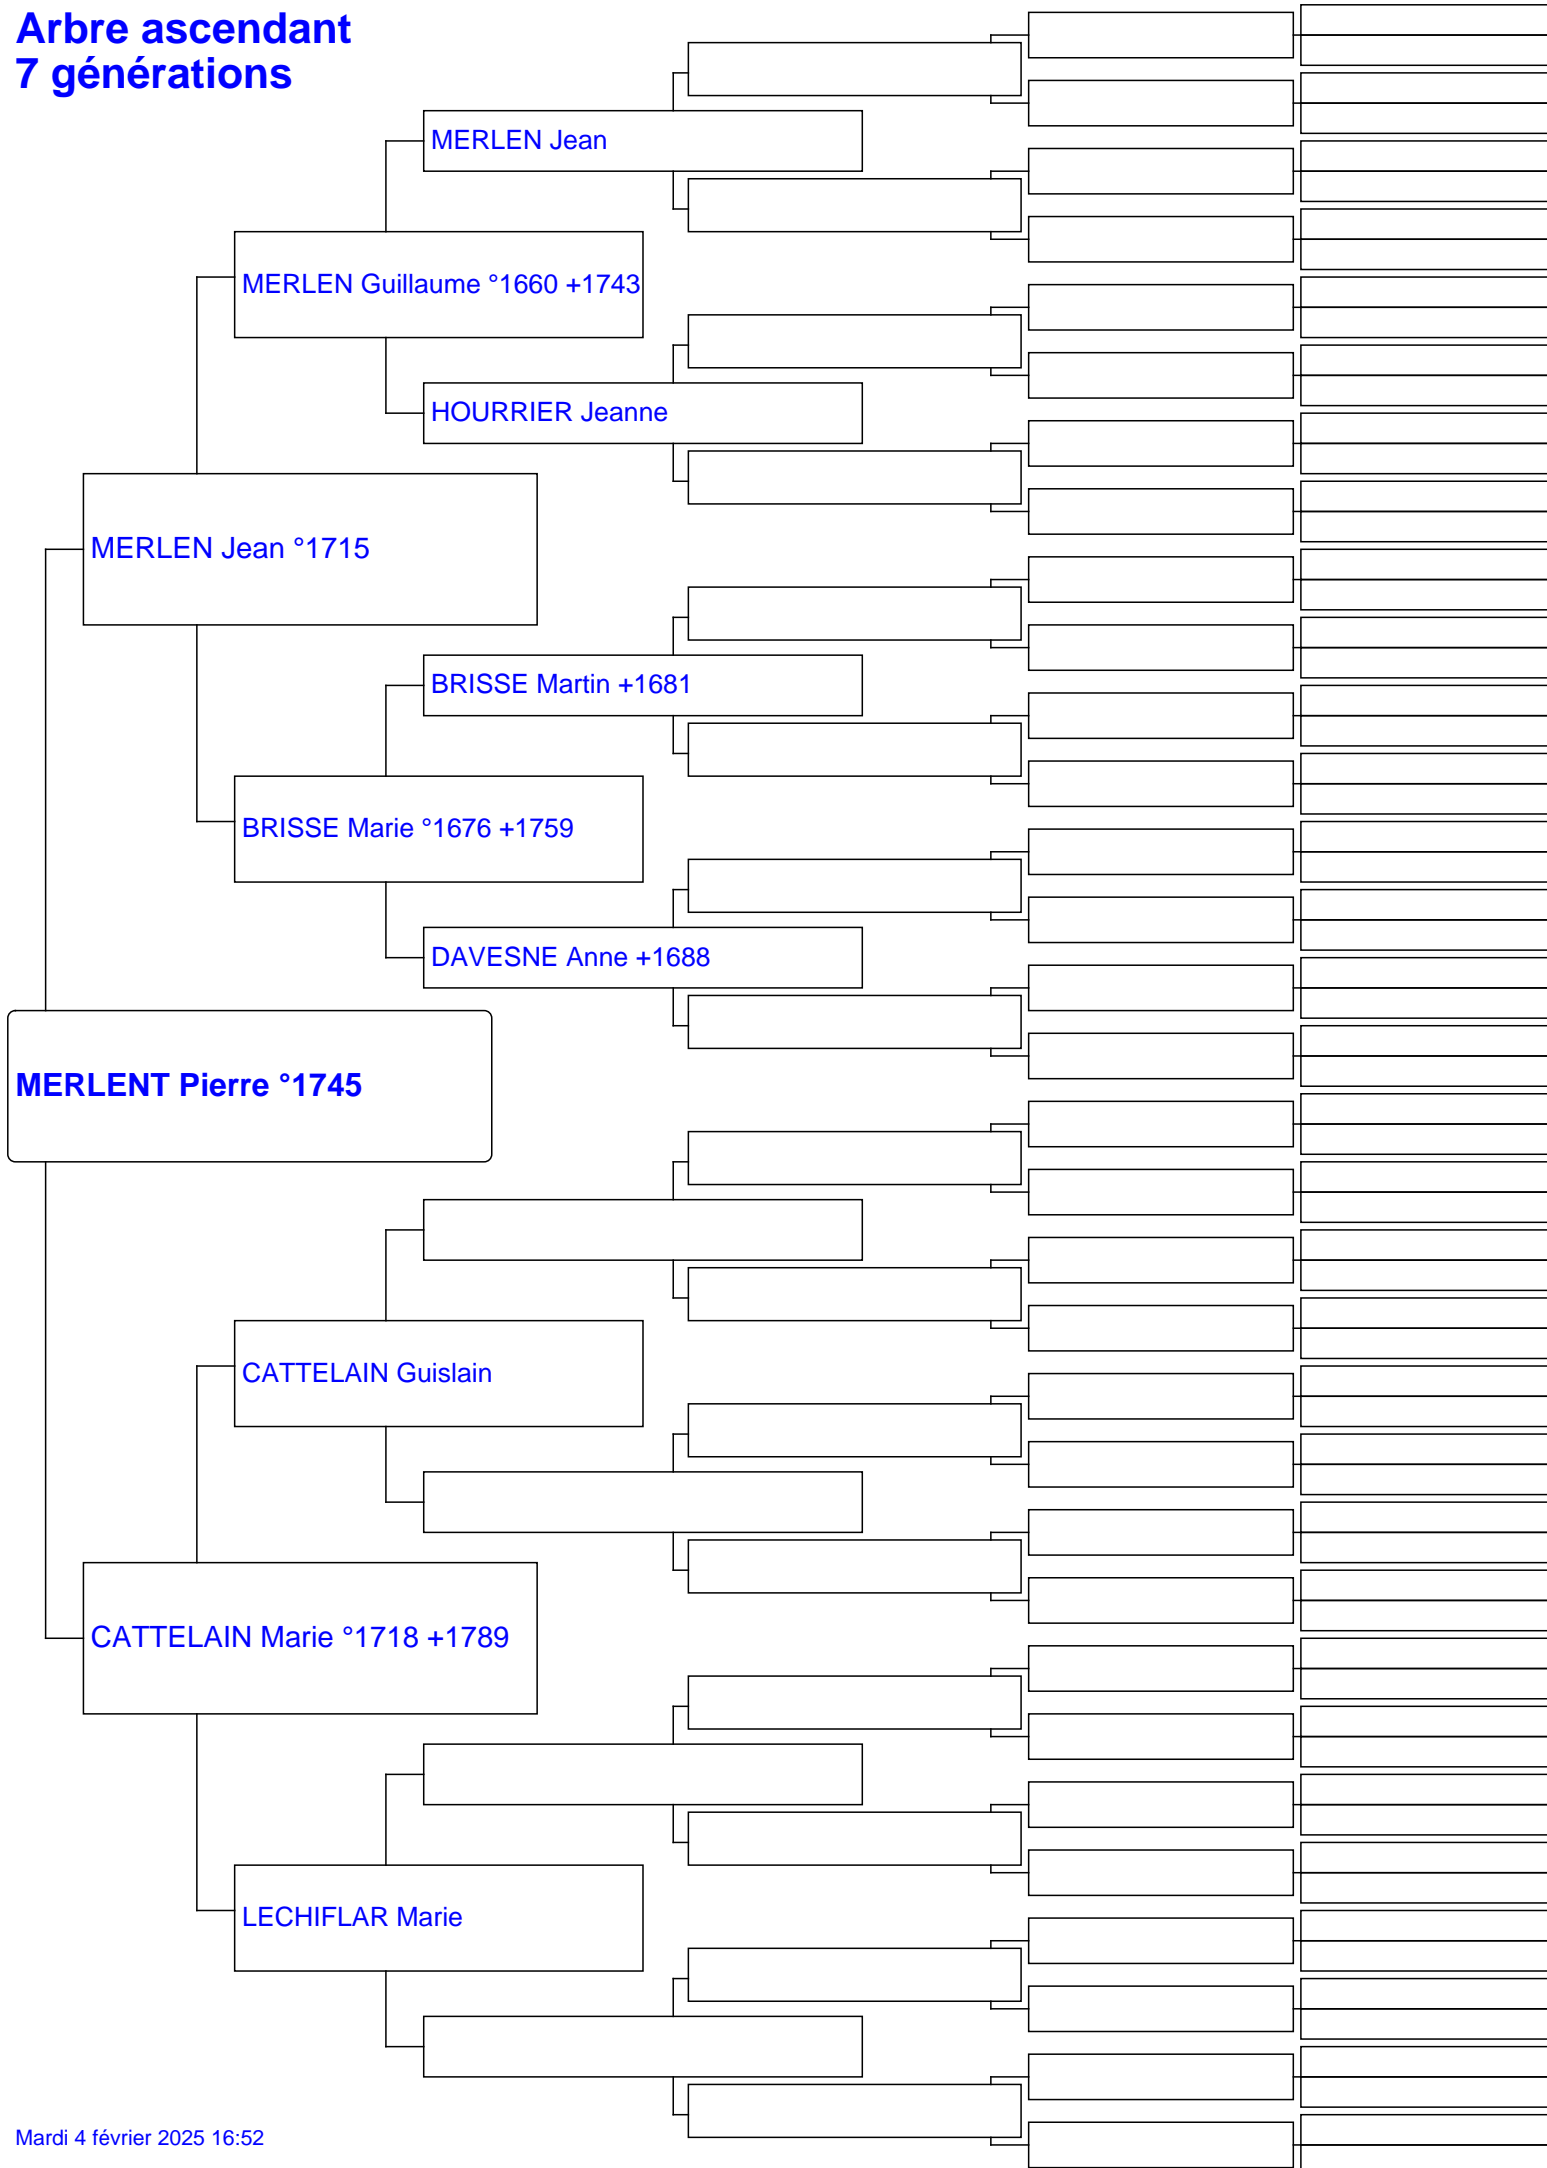 Arbre ascendant
7 générations
MERLEN Jean
MERLEN Guillaume °1660 +1743
HOURRIER Jeanne
MERLEN Jean °1715
BRISSE Martin +1681
BRISSE Marie °1676 +1759
DAVESNE Anne +1688
MERLENT Pierre °1745
CATTELAIN Guislain
CATTELAIN Marie °1718 +1789
LECHIFLAR Marie
Mardi 4 février 2025 16:52